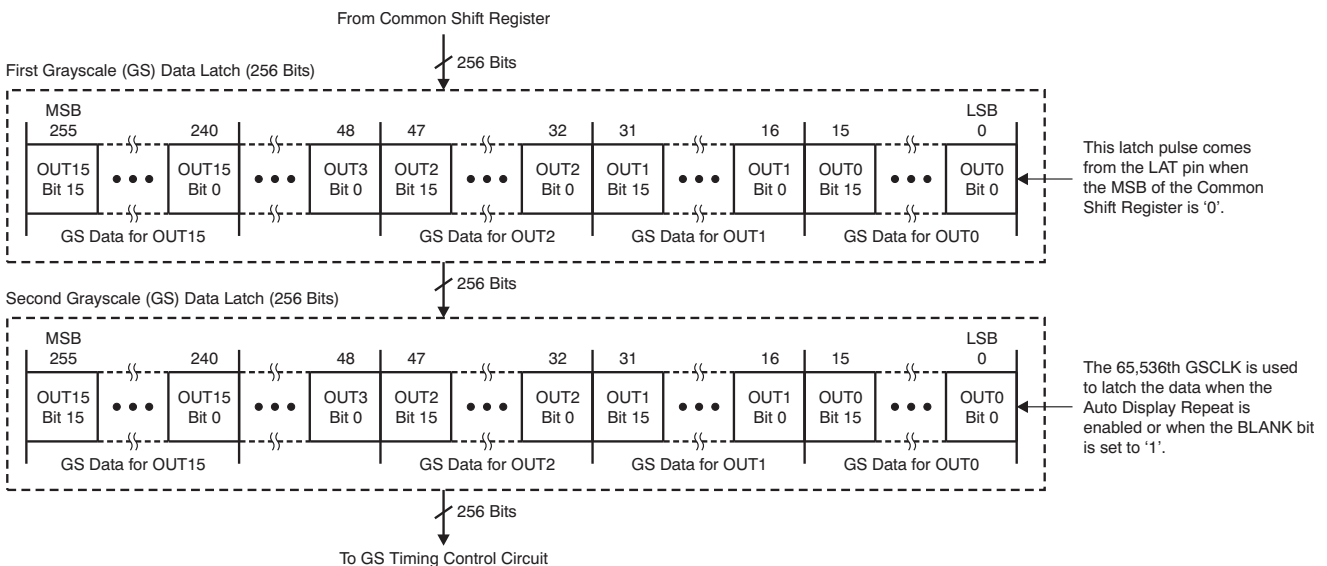 From Common Shift Register
256 Bits
First Grayscale (GS) Data Latch (256 Bits)
MSB LSB
255 240 48 47 32 31 16 15 0
OUT15 OUT15 OUT3 OUT2 OUT2 OUT1 OUT1 OUT0 OUT0
Bit 15 Bit 0 Bit 0 Bit 15 Bit 0 Bit 15 Bit 0 Bit 15 Bit 0
GS Data for OUT15 GS Data for OUT2 GS Data for OUT1 GS Data for OUT0
This latch pulse comes
from the LAT pin when
the MSB of the Common
Shift Register is ‘0’.
256 Bits
Second Grayscale (GS) Data Latch (256 Bits)
MSB LSB
255 240 48 47 32 31 16 15 0
OUT15 OUT15 OUT3 OUT2 OUT2 OUT1 OUT1 OUT0 OUT0
Bit 15 Bit 0 Bit 0 Bit 15 Bit 0 Bit 15 Bit 0 Bit 15 Bit 0
GS Data for OUT15 GS Data for OUT2 GS Data for OUT1 GS Data for OUT0
The 65,536th GSCLK is used
to latch the data when the
Auto Display Repeat is
enabled or when the BLANK bit
is set to ‘1’.
256 Bits
To GS Timing Control Circuit